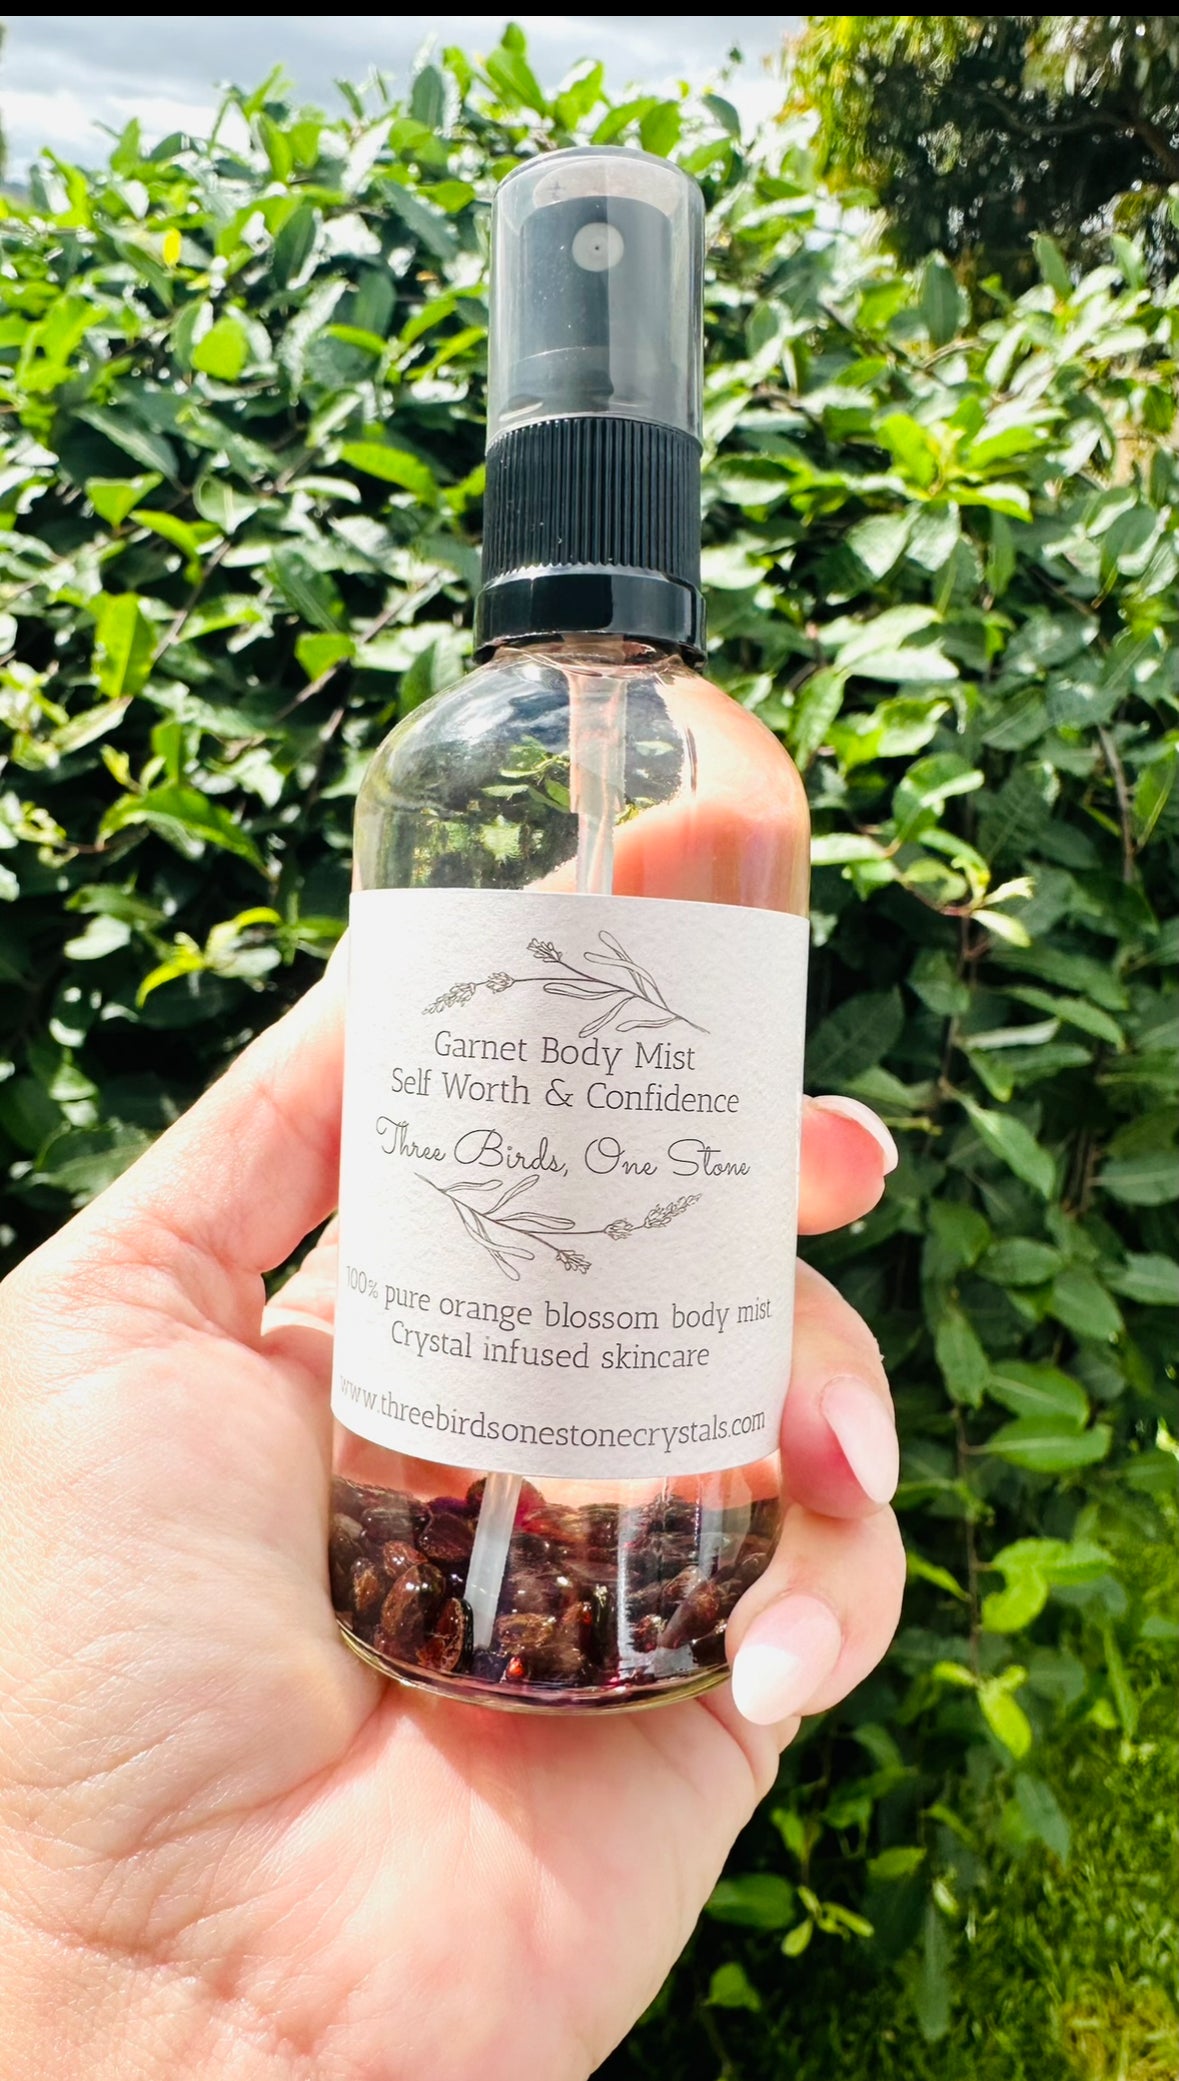 Garnet Body Mist
Self Worth & Confidence
Three Birds, One Stone
100% pure orange blossom body mist
Crystal infused skincare
www.threebirdsonestonecrystals.com